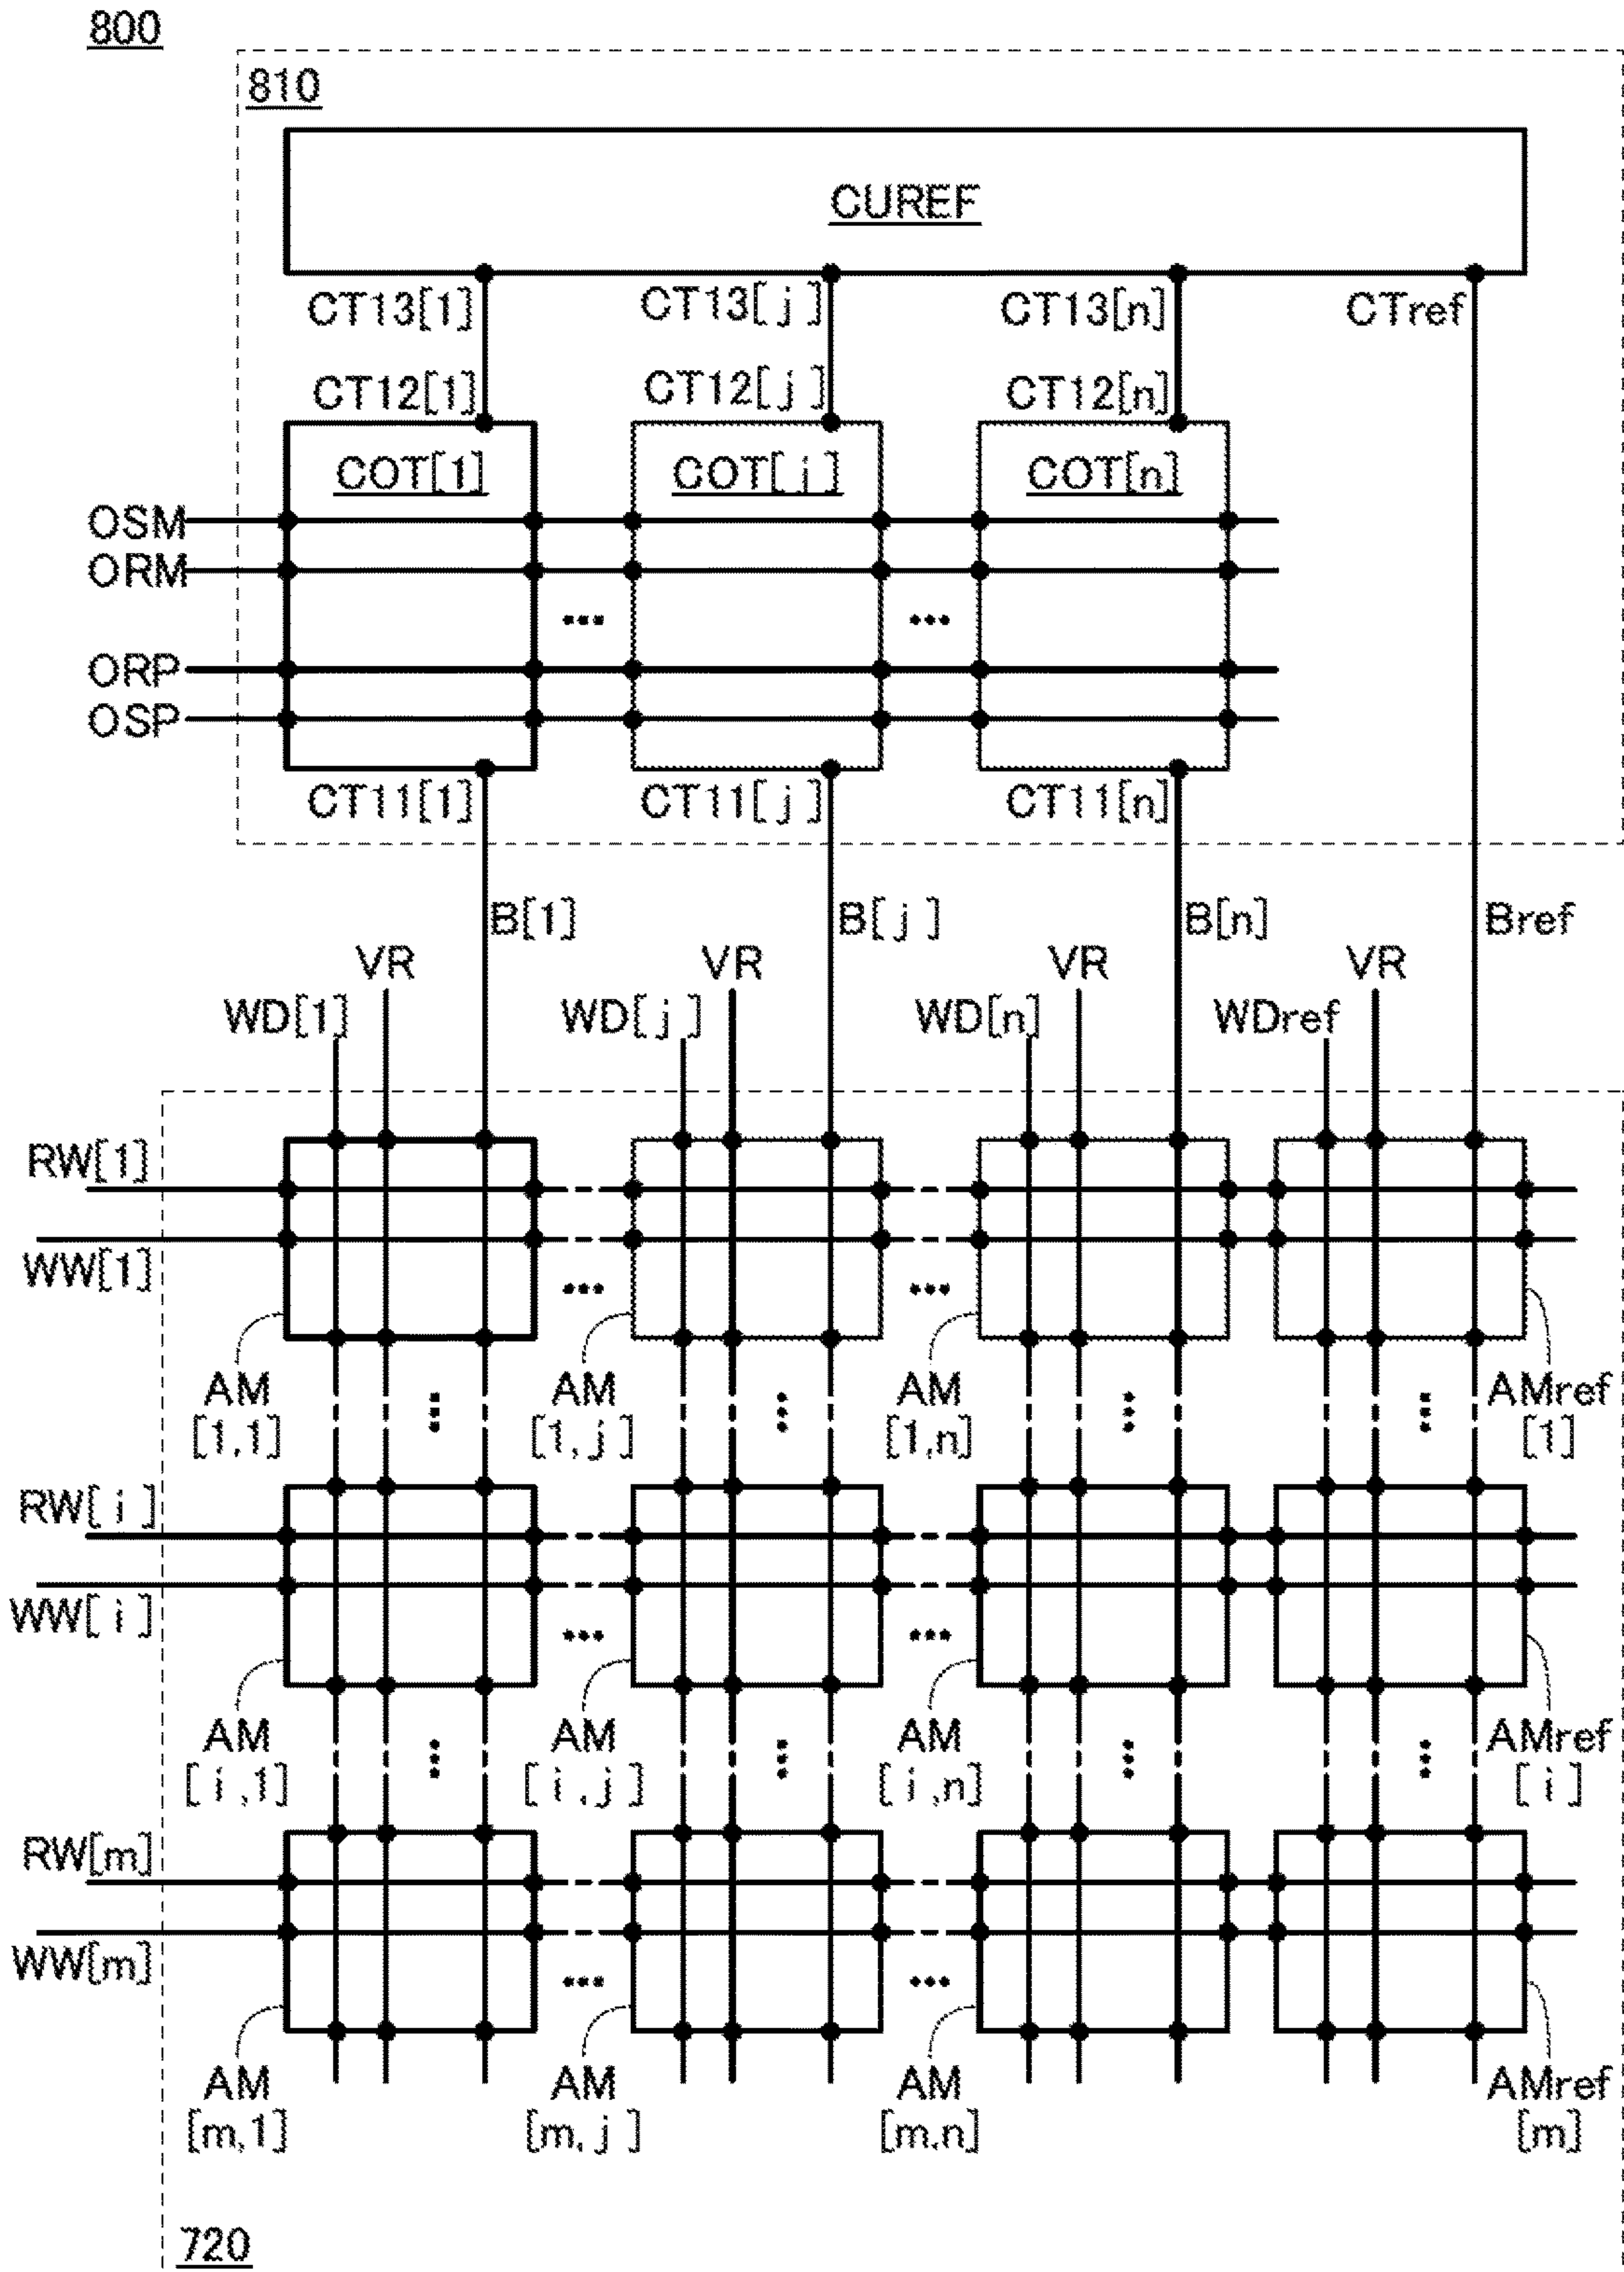 800
810
CUREF
CT13[1] CT13[j] CT13[n] CTref
CT12[1] CT12[j] CT12[n]
COT[1] COT[j] COT[n]
OSM
ORM
ORP
OSP
CT11[1] CT11[j] CT11[n]
B[1] B[j] B[n] Bref
VR VR VR VR
WD[1] WD[j] WD[n] WDref
RW[1]
WW[1]
AM AM AM AMref
[1,1] [1,j] [1,n] [1]
RW[i]
WW[i]
AM AM AM AMref
[i,1] [i,j] [i,n] [i]
RW[m]
WW[m]
AM AM AM AMref
[m,1] [m,j] [m,n] [m]
720